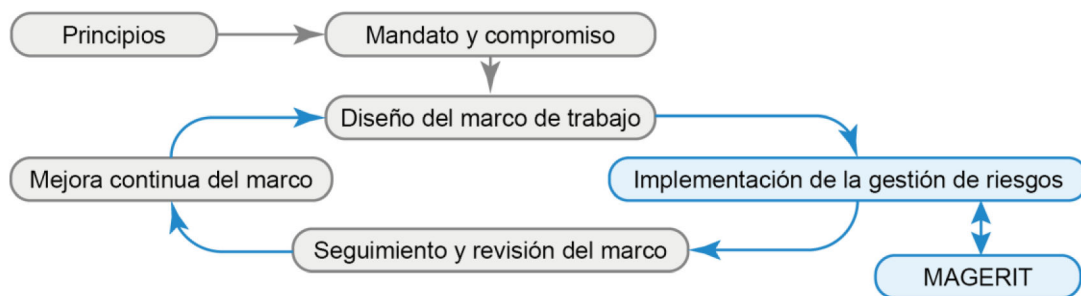 Principios
Mandato y compromiso
Diseño del marco de trabajo
Mejora continua del marco
Implementación de la gestión de riesgos
Seguimiento y revisión del marco
MAGERIT